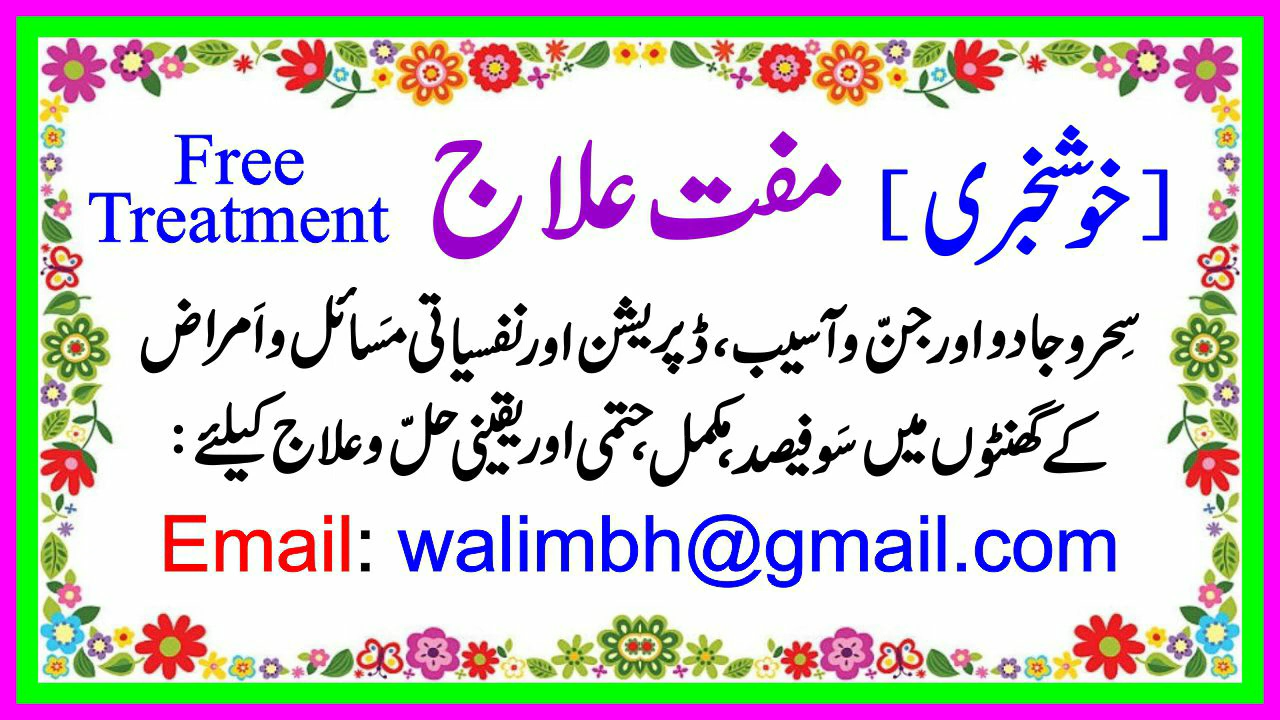 [خوشخبری] مفت علاج Free Treatment
سِحر و جادو اور جنّ و آسیب، ڈپریشن اور نفسیاتی مَسائل و اَمراض
کے گھنٹوں میں سَو فیصد، مکمل، حتمی اور یقینی حلّ و علاج کیلئے :
Email: walimbh@gmail.com